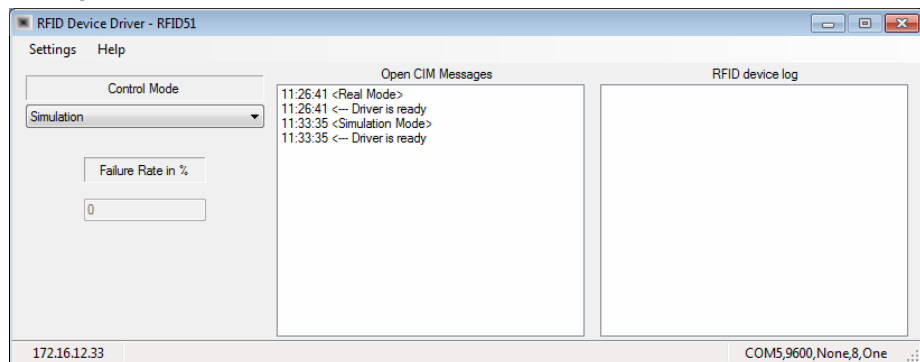 RFID Device Driver - RFID51
Settings Help
Control Mode
Simulation
Failure Rate in %
0
Open CIM Messages
11:26:41 <Real Mode>
11:26:41 <--- Driver is ready
11:33:35 <Simulation Mode>
11:33:35 <--- Driver is ready
RFID device log
172.16.12.33
COM5,9600,None,8,One